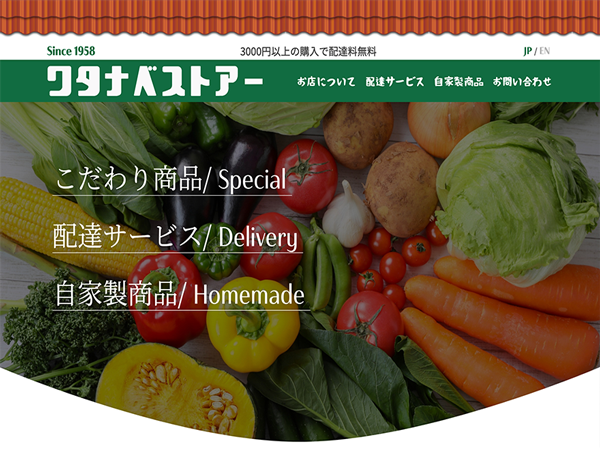 Since 1958
3000円以上の購入で配達料無料
JP / EN
ワタナベストアー
お店について 配達サービス 自家製商品 お問い合わせ
こだわり商品/ Special
配達サービス/ Delivery
自家製商品/ Homemade